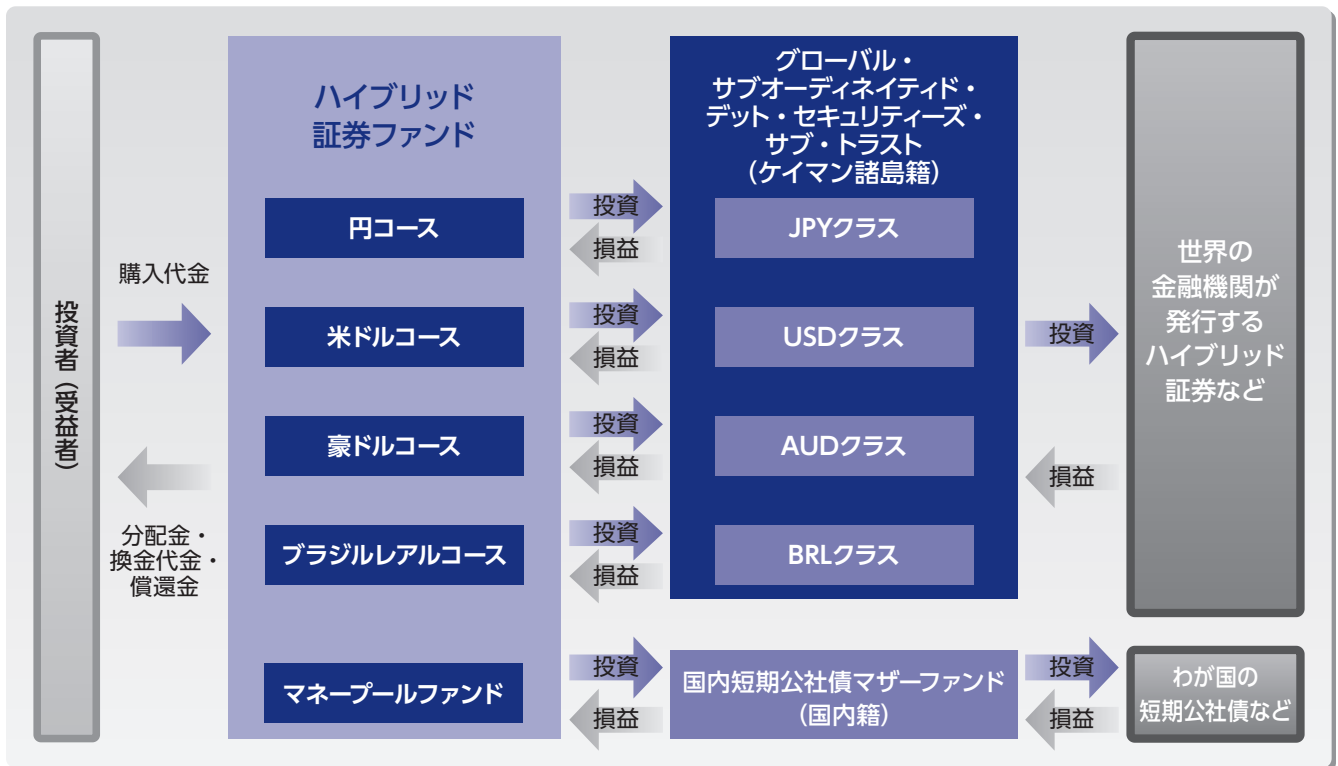 投資者（受益者）
購入代金
分配金・
換金代金・
償還金
ハイブリッド
証券ファンド
円コース
米ドルコース
豪ドルコース
ブラジルレアルコース
マネープールファンド
投資
損益
投資
損益
投資
損益
投資
損益
投資
損益
グローバル・
サブオーディネイティド・
デット・セキュリティーズ・
サブ・トラスト
（ケイマン諸島籍）
JPYクラス
USDクラス
AUDクラス
BRLクラス
国内短期公社債マザーファンド
（国内籍）
投資
損益
投資
損益
世界の
金融機関が
発行する
ハイブリッド
証券など
わが国の
短期公社債など